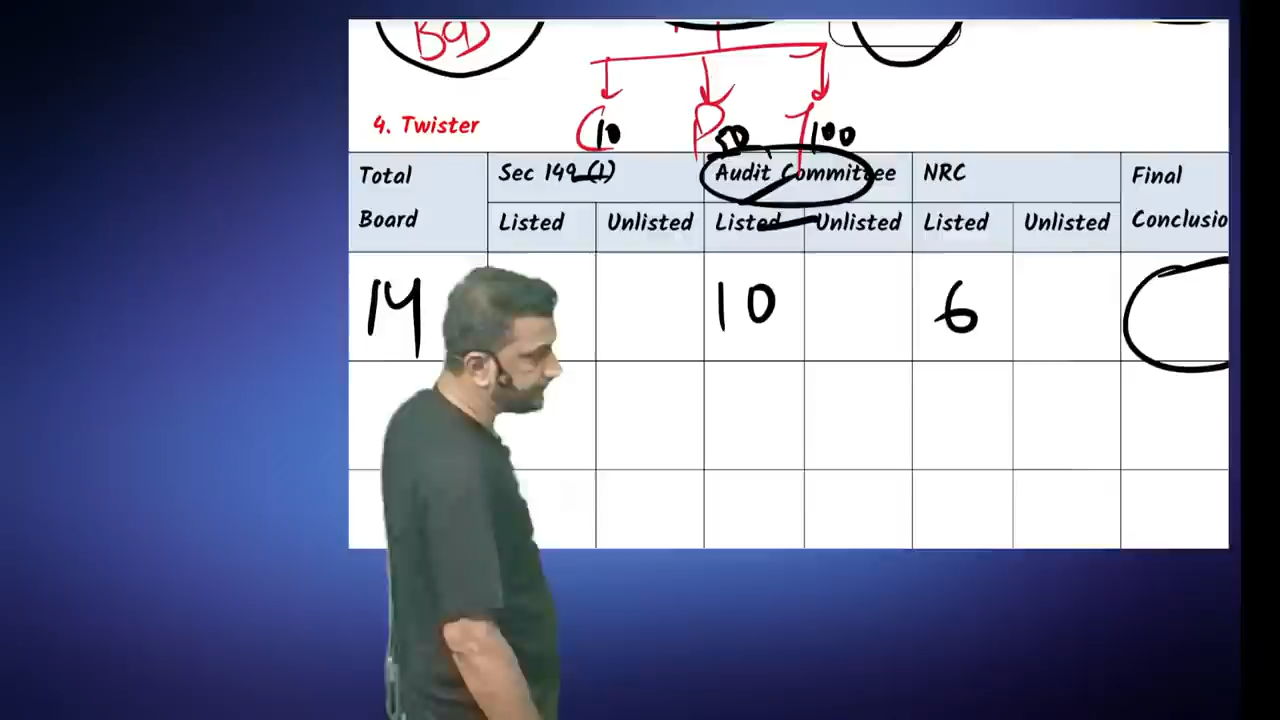 BOD
C 10 P 50 T 100
4. Twister
Total Board Sec 149 (1) Audit Committee NRC Final Conclusio
Listed Unlisted Listed Unlisted Listed Unlisted
14 10 6